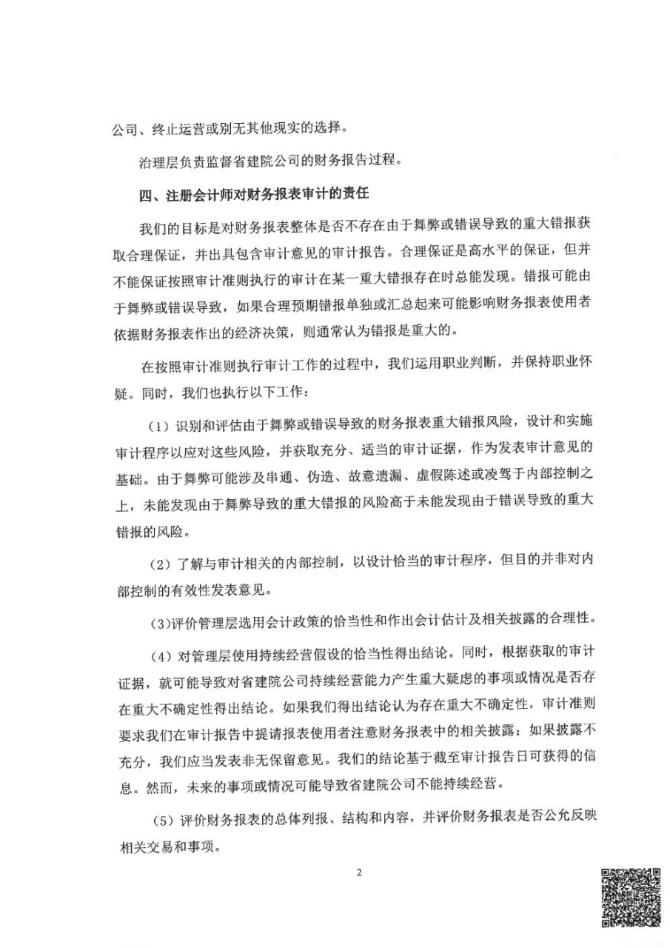 公司、终止运营或别无其他现实的选择。
治理层负责监督省建院公司的财务报告过程。
四、注册会计师对财务报表审计的责任
我们的目标是对财务报表整体是否不存在由于舞弊或错误导致的重大错报获
取合理保证，并出具包含审计意见的审计报告。合理保证是高水平的保证，但并
不能保证按照审计准则执行的审计在某一重大错报存在时总能发现。错报可能由
于舞弊或错误导致，如果合理预期错报单独或汇总起来可能影响财务报表使用者
依据财务报表作出的经济决策，则通常认为错报是重大的。
在按照审计准则执行审计工作的过程中，我们运用职业判断，并保持职业怀
疑。同时，我们也执行以下工作：
（1）识别和评估由于舞弊或错误导致的财务报表重大错报风险，设计和实施
审计程序以应对这些风险，并获取充分、适当的审计证据，作为发表审计意见的
基础。由于舞弊可能涉及串通、伪造、故意遗漏、虚假陈述或凌驾于内部控制之
上，未能发现由于舞弊导致的重大错报的风险高于未能发现由于错误导致的重大
错报的风险。
（2）了解与审计相关的内部控制，以设计恰当的审计程序，但目的并非对内
部控制的有效性发表意见。
（3）评价管理层选用会计政策的恰当性和作出会计估计及相关披露的合理性。
（4）对管理层使用持续经营假设的恰当性得出结论。同时，根据获取的审计
证据，就可能导致对省建院公司持续经营能力产生重大疑虑的事项或情况是否存
在重大不确定性得出结论。如果我们得出结论认为存在重大不确定性，审计准则
要求我们在审计报告中提请报表使用者注意财务报表中的相关披露；如果披露不
充分，我们应当发表非无保留意见。我们的结论基于截至审计报告日可获得的信
息。然而，未来的事项或情况可能导致省建院公司不能持续经营。
（5）评价财务报表的总体列报、结构和内容，并评价财务报表是否公允反映
相关交易和事项。
2